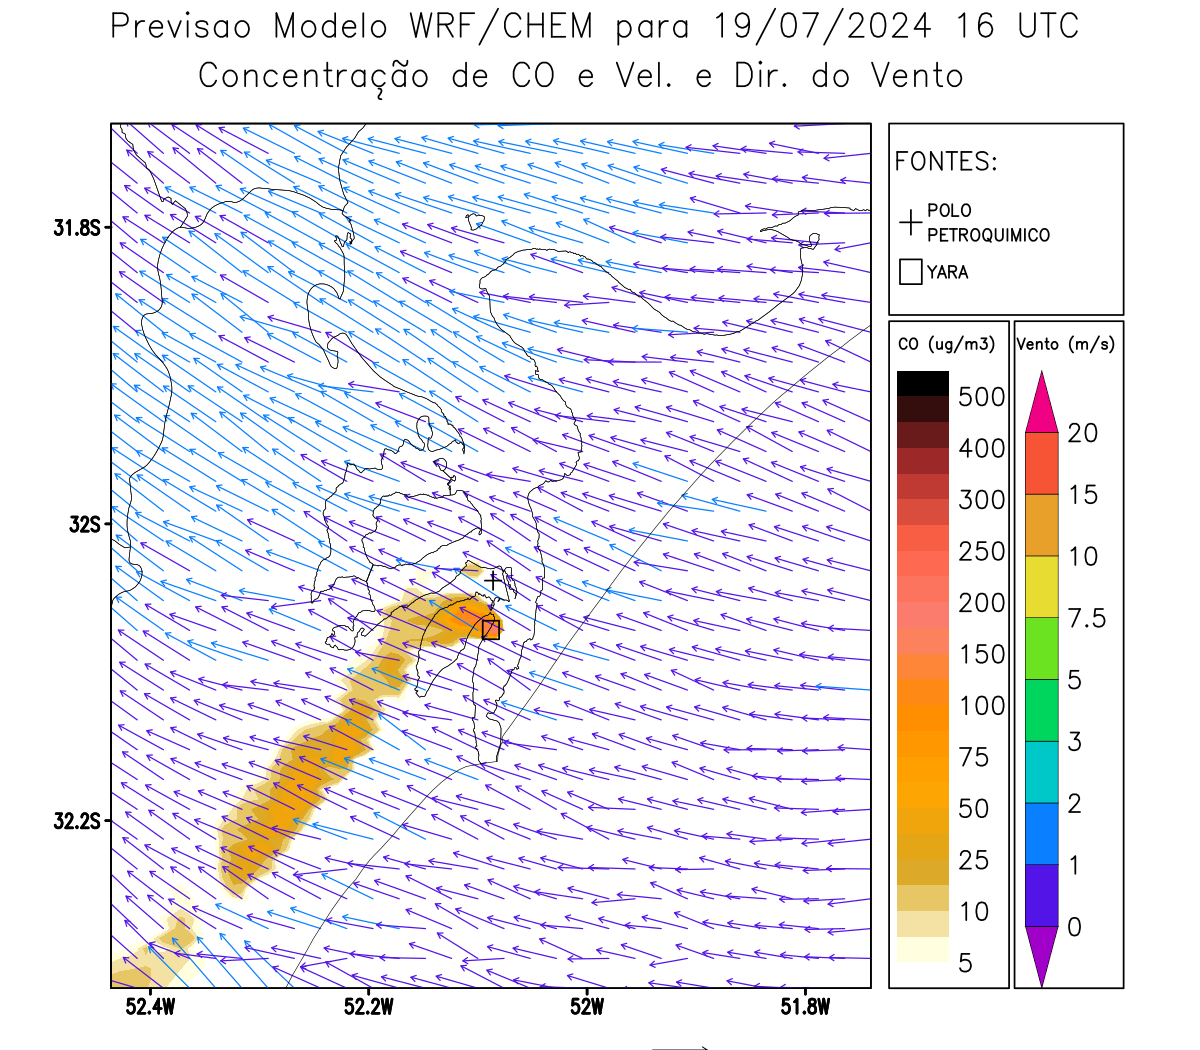 Previsao Modelo WRF/CHEM para 19/07/2024 16 UTC
Concentração de CO e Vel. e Dir. do Vento
FONTES:
POLO
PETROQUIMICO
YARA
CO (ug/m3)
500
400
300
250
200
150
100
75
50
25
10
5
Vento (m/s)
20
15
10
7.5
5
3
2
1
0
31.8S
32S
32.2S
52.4W
52.2W
52W
51.8W